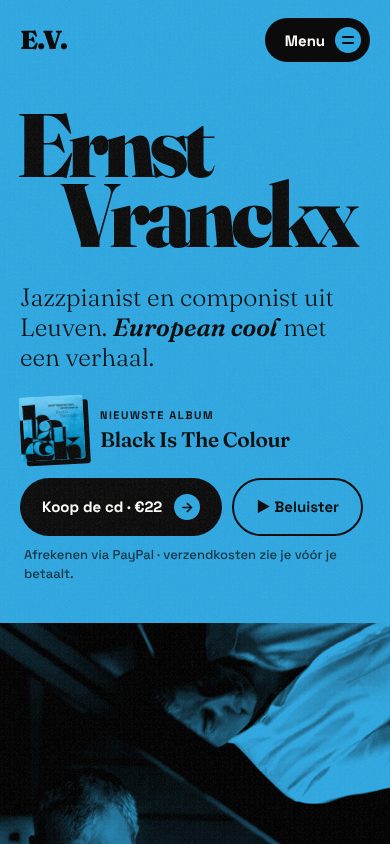 E.V.
Menu
Ernst
Vranckx
Jazzpianist en componist uit
Leuven. European cool met
een verhaal.
NIEUWSTE ALBUM
Black Is The Colour
Koop de cd · €22 →
▶ Beluister
Afrekenen via PayPal · verzendkosten zie je vóór je
betaalt.